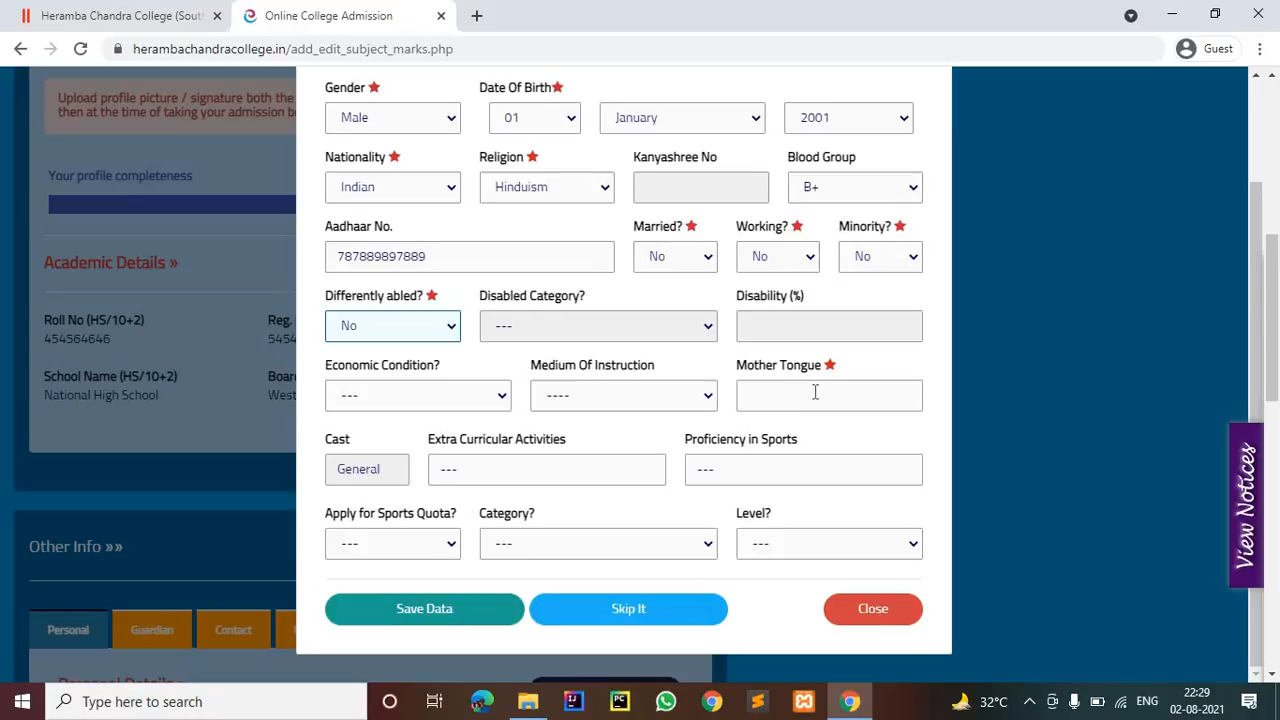 Heramba Chandra College (Sout
Online College Admission
herambachandracollege.in/add_edit_subject_marks.php
Guest
Upload profile picture / signature both the
then at the time of taking your admission b
Your profile completeness
Academic Details »
Roll No (HS/10+2)
Reg.
454564646
5454
School Name (HS/10+2)
Boar
National High School
West
Other Info »»
Personal
Guardian
Contact
Gender
Date Of Birth
Male
01
January
2001
Nationality
Religion
Kanyashree No
Blood Group
Indian
Hinduism
B+
Aadhaar No.
Married?
Working?
Minority?
787889897889
No
No
No
Differently abled?
Disabled Category?
Disability (%)
No
---
Economic Condition?
Medium Of Instruction
Mother Tongue
---
----
Cast
Extra Curricular Activities
Proficiency in Sports
General
---
---
Apply for Sports Quota?
Category?
Level?
---
---
---
Save Data
Skip It
Close
View Notices
Type here to search
32°C
ENG
22:29
02-08-2021